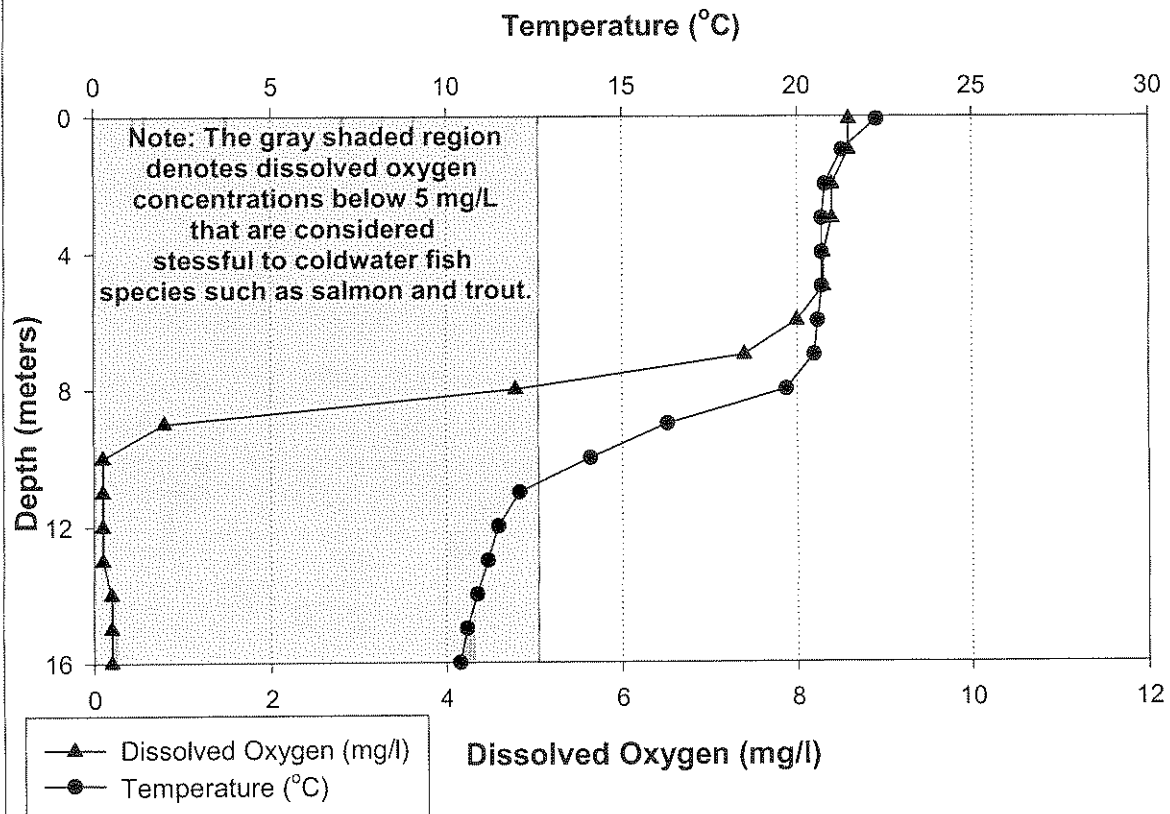 Temperature (°C)
0 5 10 15 20 25 30
Note: The gray shaded region
denotes dissolved oxygen
concentrations below 5 mg/L
that are considered
stessful to coldwater fish
species such as salmon and trout.
Depth (meters)
0
4
8
12
16
0 2 4 6 8 10 12
Dissolved Oxygen (mg/l)
Dissolved Oxygen (mg/l)
Temperature (°C)